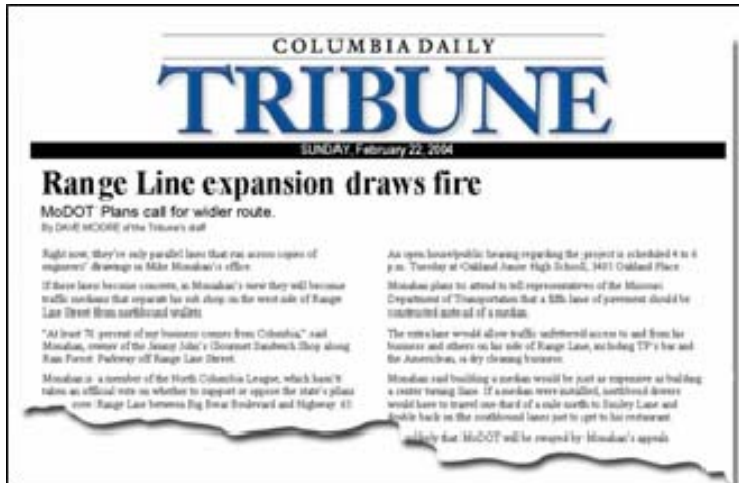 COLUMBIA DAILY
TRIBUNE
SUNDAY, February 22, 2004
Range Line expansion draws fire
MoDOT Plans call for wider route.
By DAVE MOORE of the Tribune's staff
Right now, they're only parallel lines that run across copies of
engineers' drawings in Mike Monahan's office.
If those lines become concrete, in Monahan's view they will become
traffic medians that separate his sub shop on the west side of Range
Line Street from northbound wallets.
"At least 70 percent of my business comes from Columbia," said
Monahan, owner of the Jimmy John's Gourmet Sandwich Shop along
Rain Forest Parkway off Range Line Street.
Monahan is a member of the North Columbia League, which hasn't
taken an official vote on whether to support or oppose the state's plans
over Range Line between Big Bear Boulevard and Highway 63
An open house/public hearing regarding the project is scheduled 4 to 6
p.m. Tuesday at Oakland Junior High School, 3401 Oakland Place.
Monahan plans to attend to tell representatives of the Missouri
Department of Transportation that a fifth lane of pavement should be
constructed instead of a median.
The extra lane would allow traffic unfettered access to and from his
business and others on his side of Range Line, including TP's bar and
the Americlean, a dry cleaning business.
Monahan said building a median would be just as expensive as building
a center turning lane. If a median were installed, northbound drivers
would have to travel one-third of a mile north to Smiley Lane and
double back on the southbound lanes just to get to his restaurant.
that MoDOT will be swayed by Monahan's appeals